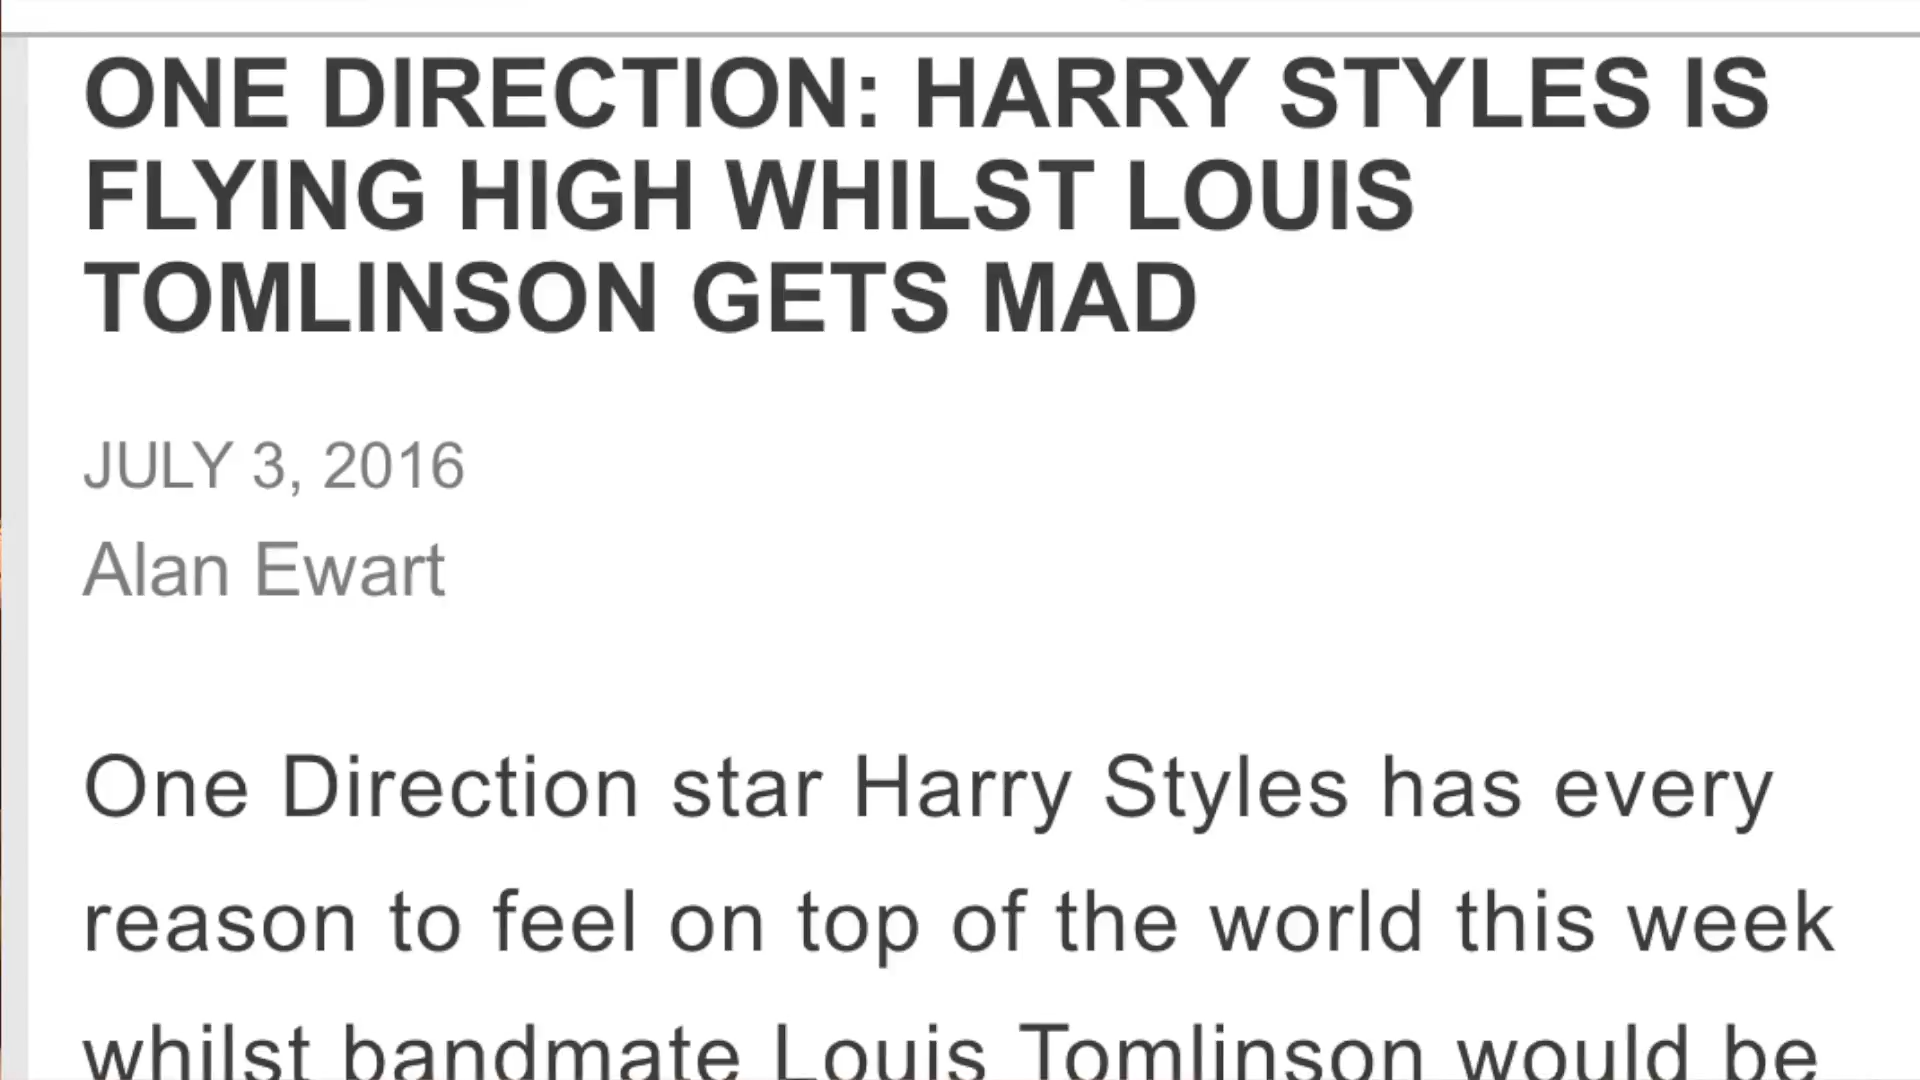 ONE DIRECTION: HARRY STYLES IS
FLYING HIGH WHILST LOUIS
TOMLINSON GETS MAD
JULY 3, 2016
Alan Ewart
One Direction star Harry Styles has every
reason to feel on top of the world this week
whilst bandmate Louis Tomlinson would be